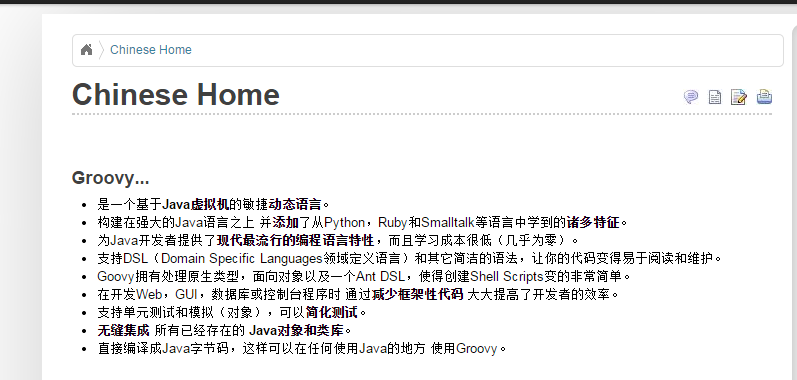 Chinese Home
Chinese Home
Groovy...
是一个基于Java虚拟机的敏捷动态语言。
构建在强大的Java语言之上 并添加了从Python，Ruby和Smalltalk等语言中学到的诸多特征。
为Java开发者提供了现代最流行的编程语言特性，而且学习成本很低（几乎为零）。
支持DSL（Domain Specific Languages领域定义语言）和其它简洁的语法，让你的代码变得易于阅读和维护。
Goovy拥有处理原生类型，面向对象以及一个Ant DSL，使得创建Shell Scripts变的非常简单。
在开发Web，GUI，数据库或控制台程序时 通过减少框架性代码 大大提高了开发者的效率。
支持单元测试和模拟（对象），可以简化测试。
无缝集成 所有已经存在的 Java对象和类库。
直接编译成Java字节码，这样可以在任何使用Java的地方 使用Groovy。